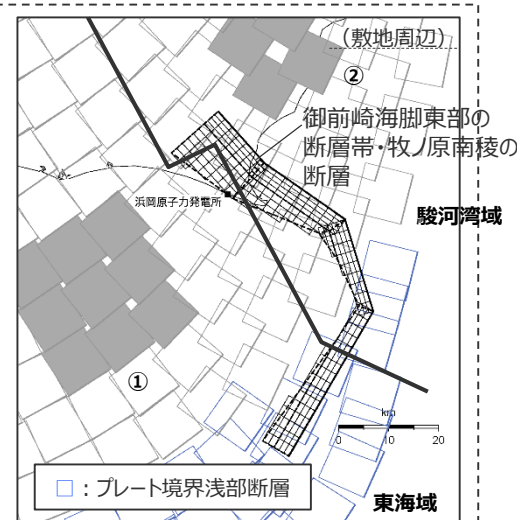 （敷地周辺）
②
御前崎海脚東部の
断層帯・牧ノ原南稜の
断層
浜岡原子力発電所
駿河湾域
①
km
0 10 20
□：プレート境界浅部断層
東海域